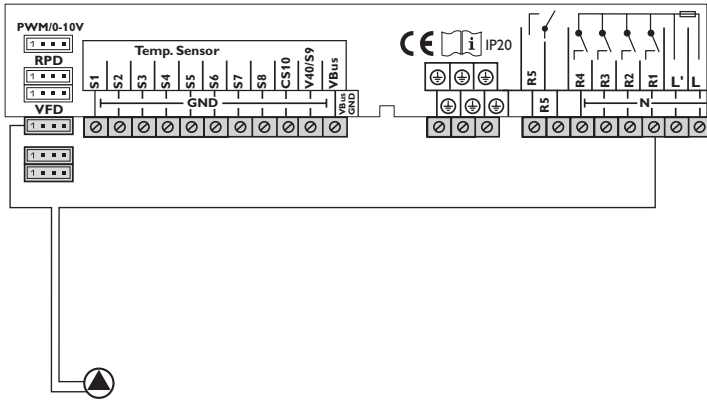 PWM/0-10V
1
RPD
1
1
VFD
1
1
1
Temp. Sensor
S1
S2
S3
S4
S5
S6
S7
S8
CS10
V40/S9
VBus
GND
VBus
GND
CE
i
IP20
R5
R5
R4
R3
R2
R1
L'
L
N